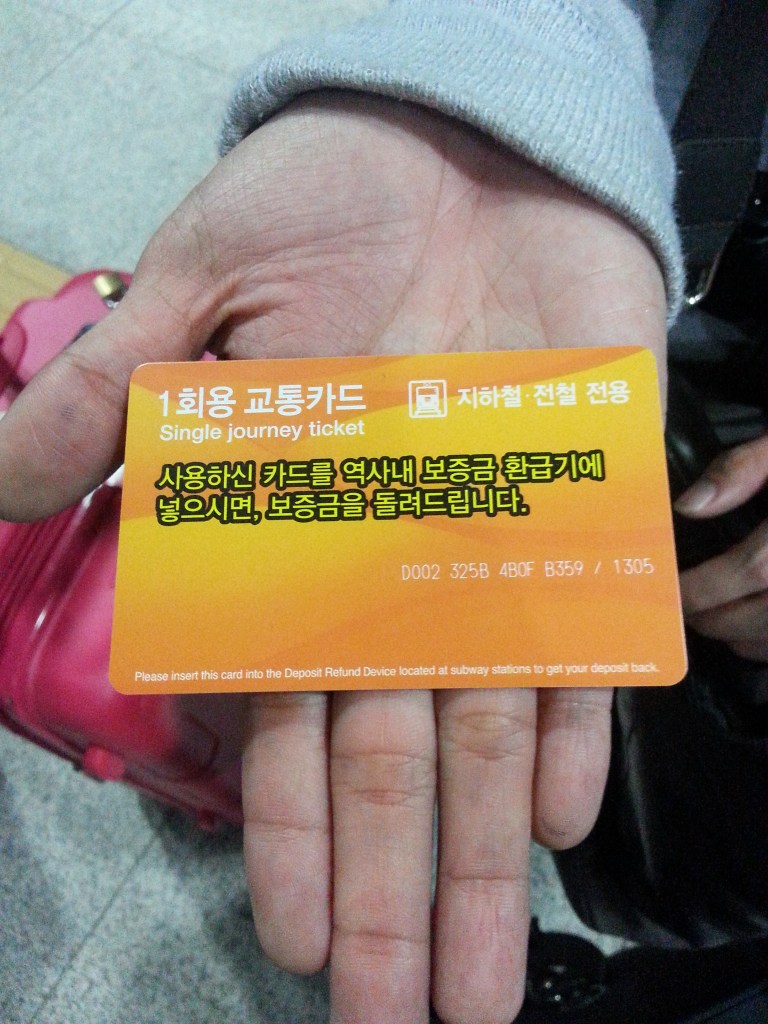 1회용 교통카드
Single journey ticket
지하철·전철 전용
사용하신 카드를 역사내 보증금 환급기에
넣으시면, 보증금을 돌려드립니다.
D002 325B 4B0F B359 / 1305
Please insert this card into the Deposit Refund Device located at subway stations to get your deposit back.